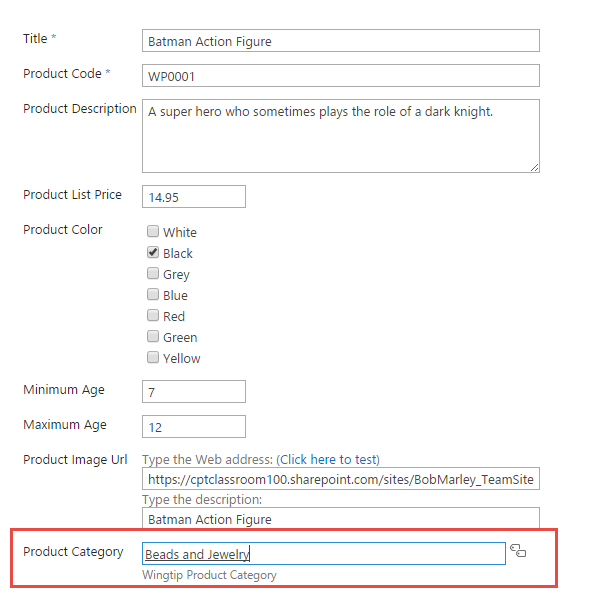 Title *
Batman Action Figure
Product Code *
WP0001
Product Description
A super hero who sometimes plays the role of a dark knight.
Product List Price
14.95
Product Color
White
Black
Grey
Blue
Red
Green
Yellow
Minimum Age
7
Maximum Age
12
Product Image Url
Type the Web address: (Click here to test)
https://cptclassroom100.sharepoint.com/sites/BobMarley_TeamSite
Type the description:
Batman Action Figure
Product Category
Beads and Jewelry
Wingtip Product Category